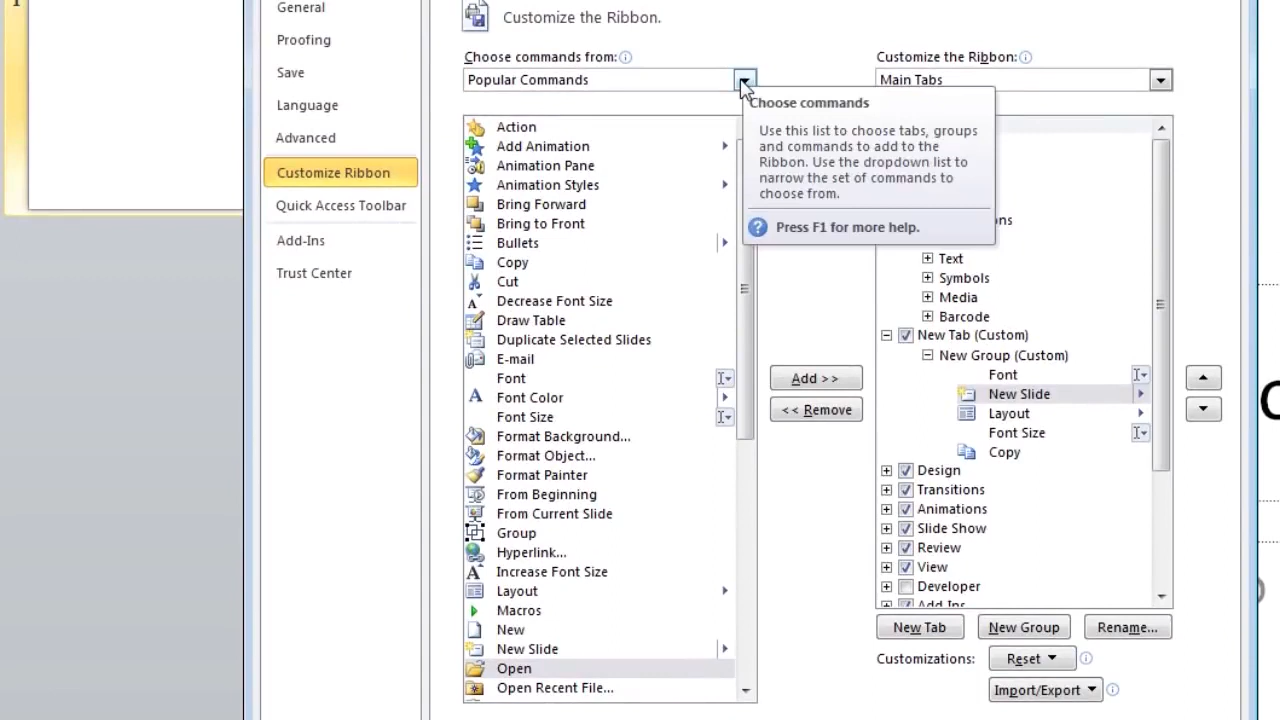 1
General
Proofing
Save
Language
Advanced
Customize Ribbon
Quick Access Toolbar
Add-Ins
Trust Center
Customize the Ribbon.
Choose commands from:
Popular Commands
Action
Add Animation
Animation Pane
Animation Styles
Bring Forward
Bring to Front
Bullets
Copy
Cut
Decrease Font Size
Draw Table
Duplicate Selected Slides
E-mail
Font
Font Color
Font Size
Format Background...
Format Object...
Format Painter
From Beginning
From Current Slide
Group
Hyperlink...
Increase Font Size
Layout
Macros
New
New Slide
Open
Open Recent File...
Choose commands
Use this list to choose tabs, groups
and commands to add to the
Ribbon. Use the dropdown list to
narrow the set of commands to
choose from.
Press F1 for more help.
Add >>
<< Remove
Customize the Ribbon:
Main Tabs
Text
Symbols
Media
Barcode
New Tab (Custom)
New Group (Custom)
Font
New Slide
Layout
Font Size
Copy
Design
Transitions
Animations
Slide Show
Review
View
Developer
Add-Ins
New Tab
New Group
Rename...
Customizations:
Reset
Import/Export